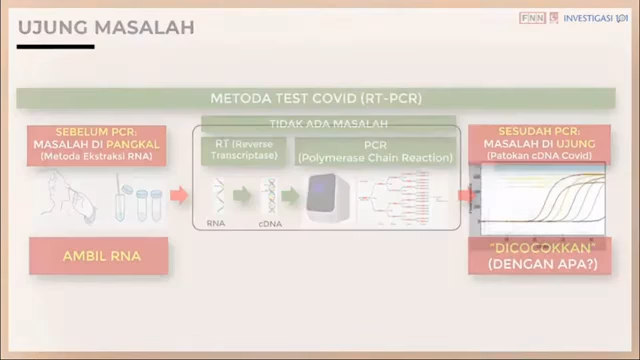 UJUNG MASALAH
FNN INVESTIGASI 101
METODA TEST COVID (RT-PCR)
SEBELUM PCR:
MASALAH DI PANGKAL
(Metoda Ekstraksi RNA)
TIDAK ADA MASALAH
RT (Reverse
Transcriptase)
PCR
(Polymerase Chain Reaction)
SESUDAH PCR:
MASALAH DI UJUNG
(Patokan cDNA Covid)
RNA
cDNA
AMBIL RNA
"DICOCOKKAN"
(DENGAN APA?)